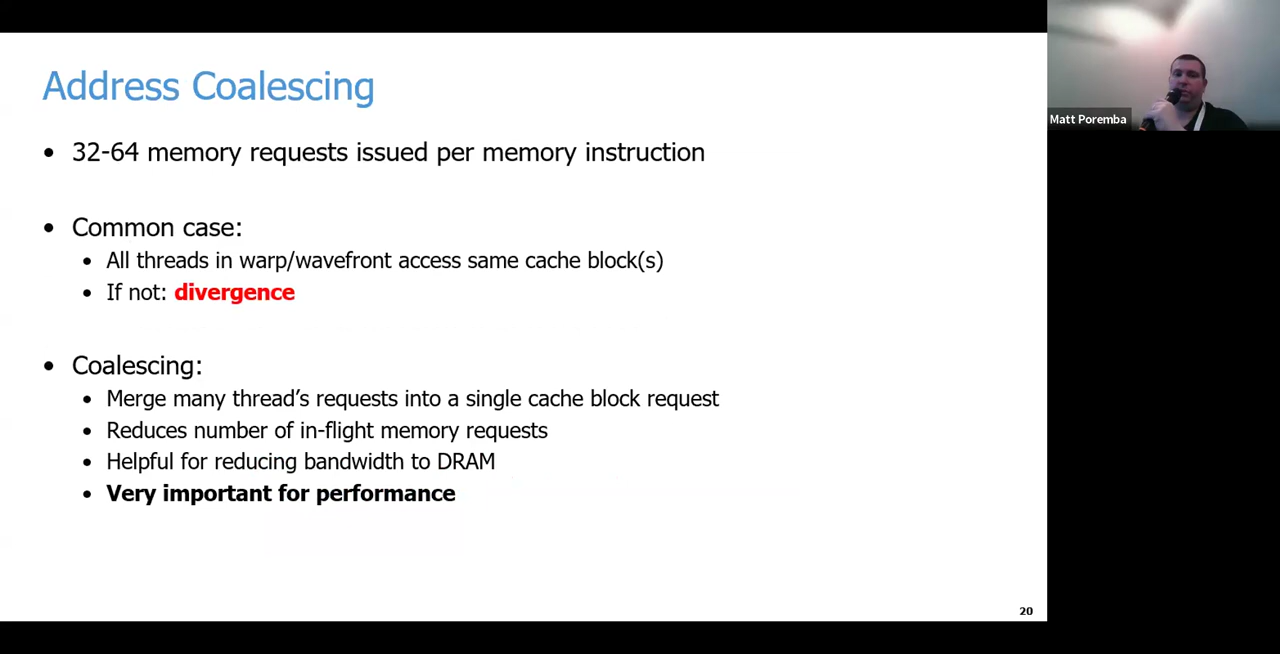 Address Coalescing
• 32-64 memory requests issued per memory instruction
• Common case:
• All threads in warp/wavefront access same cache block(s)
• If not: divergence
• Coalescing:
• Merge many thread’s requests into a single cache block request
• Reduces number of in-flight memory requests
• Helpful for reducing bandwidth to DRAM
• Very important for performance
20
Matt Poremba